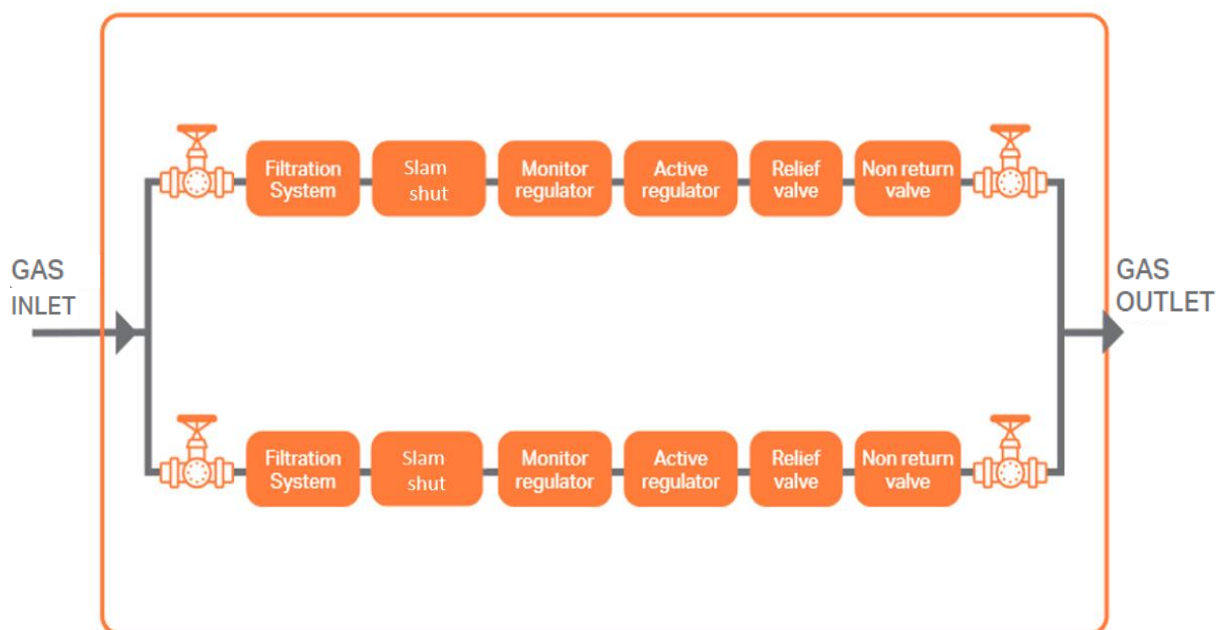 Filtration
System
Slam
shut
Monitor
regulator
Active
regulator
Relief
valve
Non return
valve
GAS
INLET
GAS
OUTLET
Filtration
System
Slam
shut
Monitor
regulator
Active
regulator
Relief
valve
Non return
valve